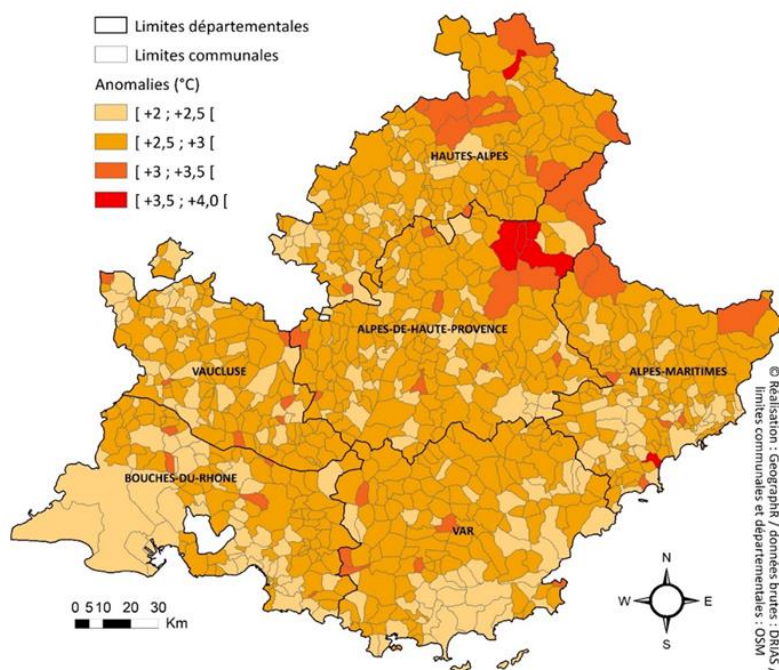 Limites départementales
Limites communales
Anomalies (°C)
[ +2 ; +2,5 [
[ +2,5 ; +3 [
[ +3 ; +3,5 [
[ +3,5 ; +4,0 [
HAUTES-ALPES
ALPES-DE-HAUTE-PROVENCE
VAUCLUSE
ALPES-MARITIMES
BOUCHES-DU-RHONE
VAR
0 5 10 20 30
Km
N
W E
S
© Réalisation : GeographR / données brutes : DRIAS,
limites communales et départementales : OSM